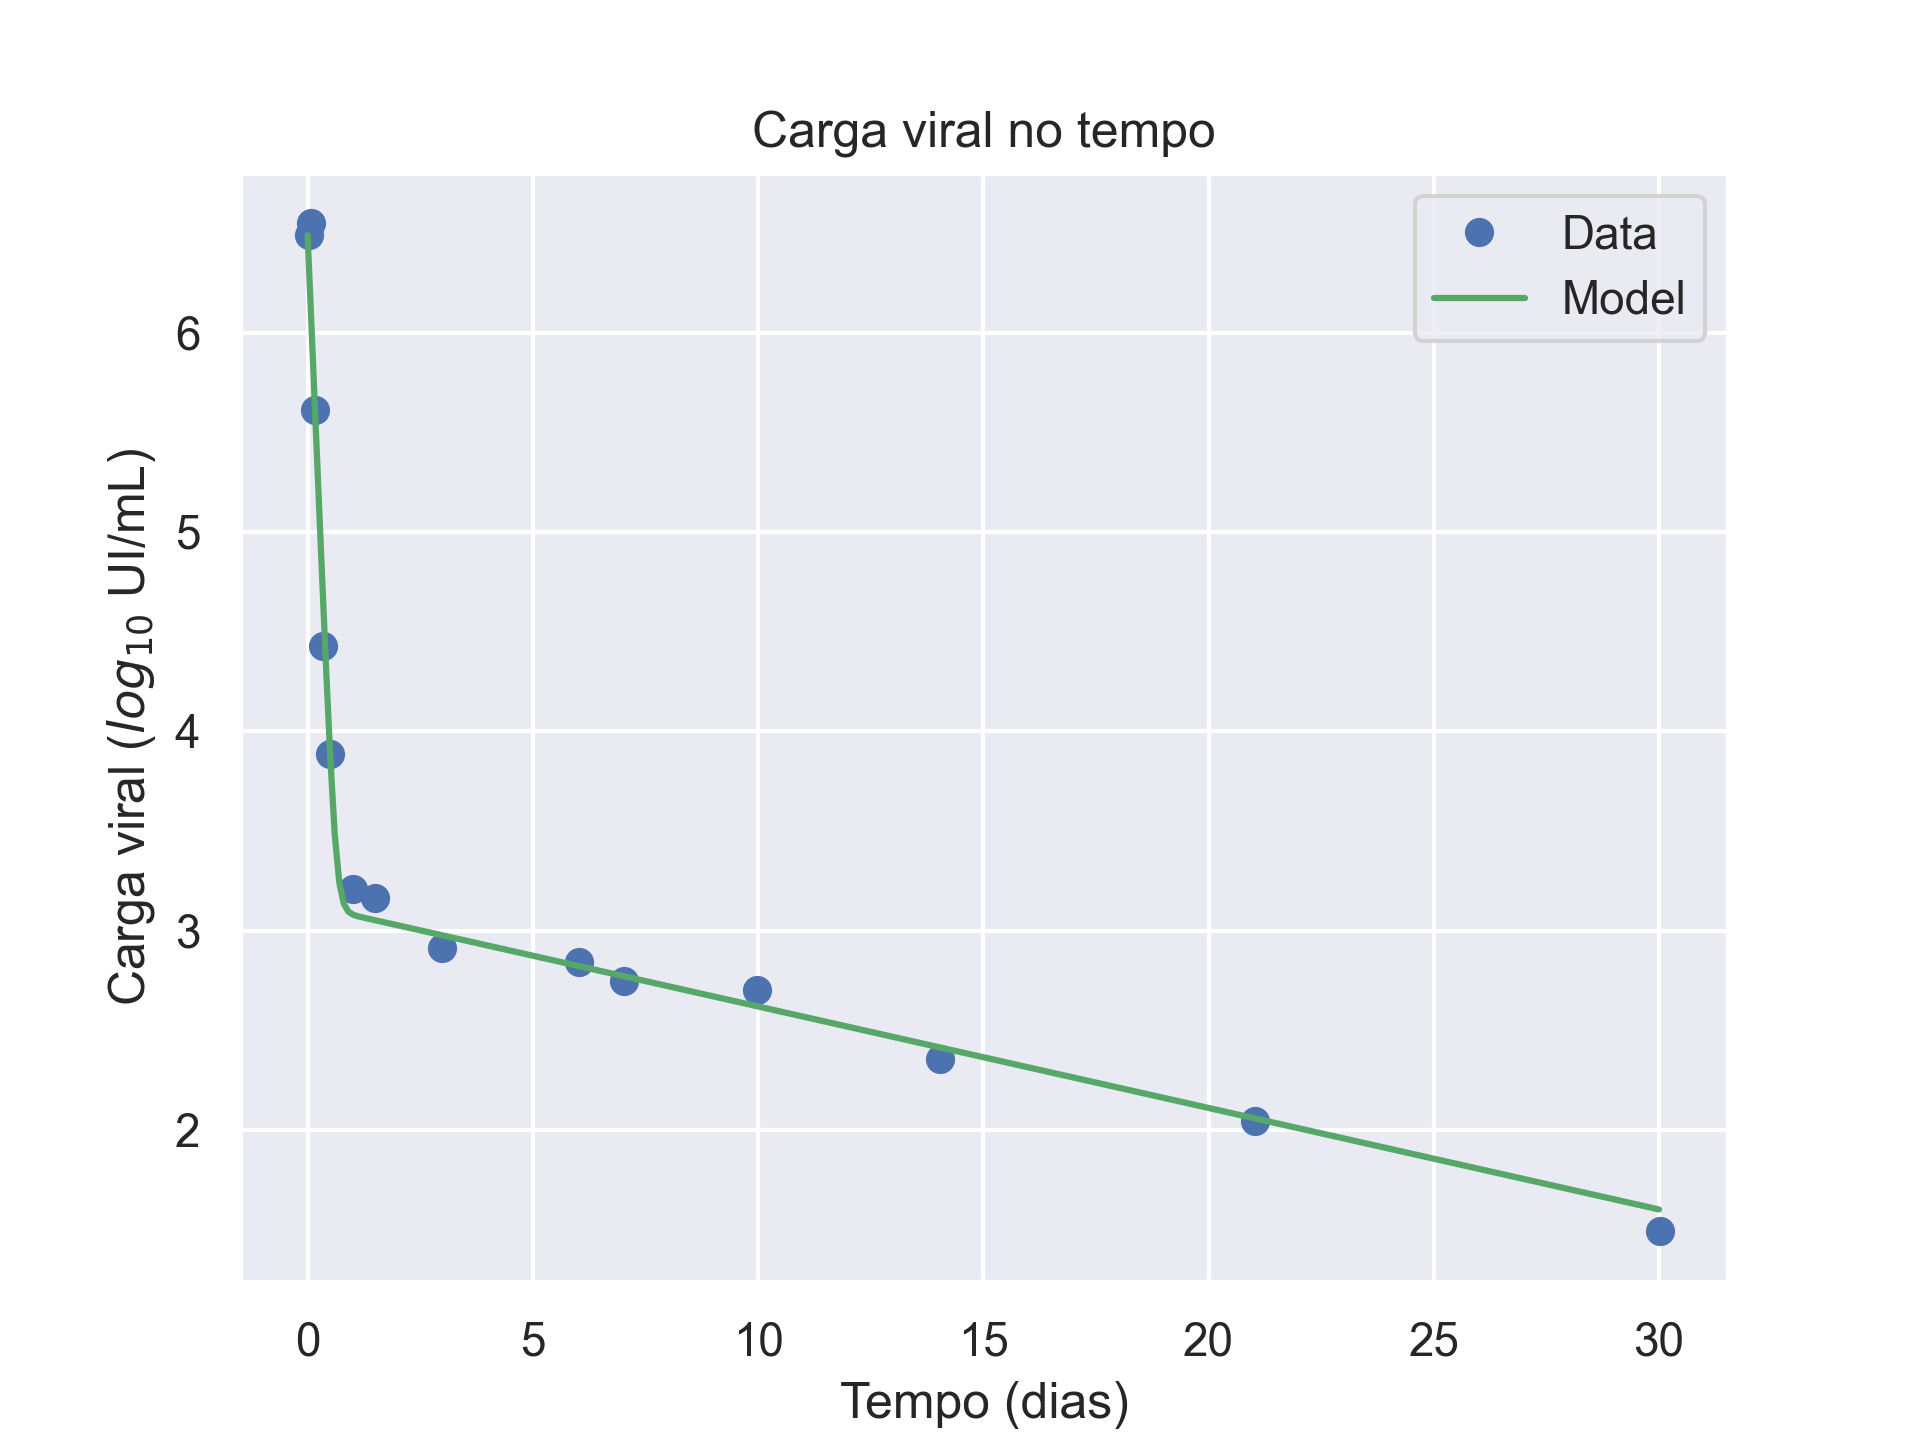 Carga viral no tempo
Data
Model
Carga viral (log₁₀ UI/mL)
6
5
4
3
2
0 5 10 15 20 25 30
Tempo (dias)